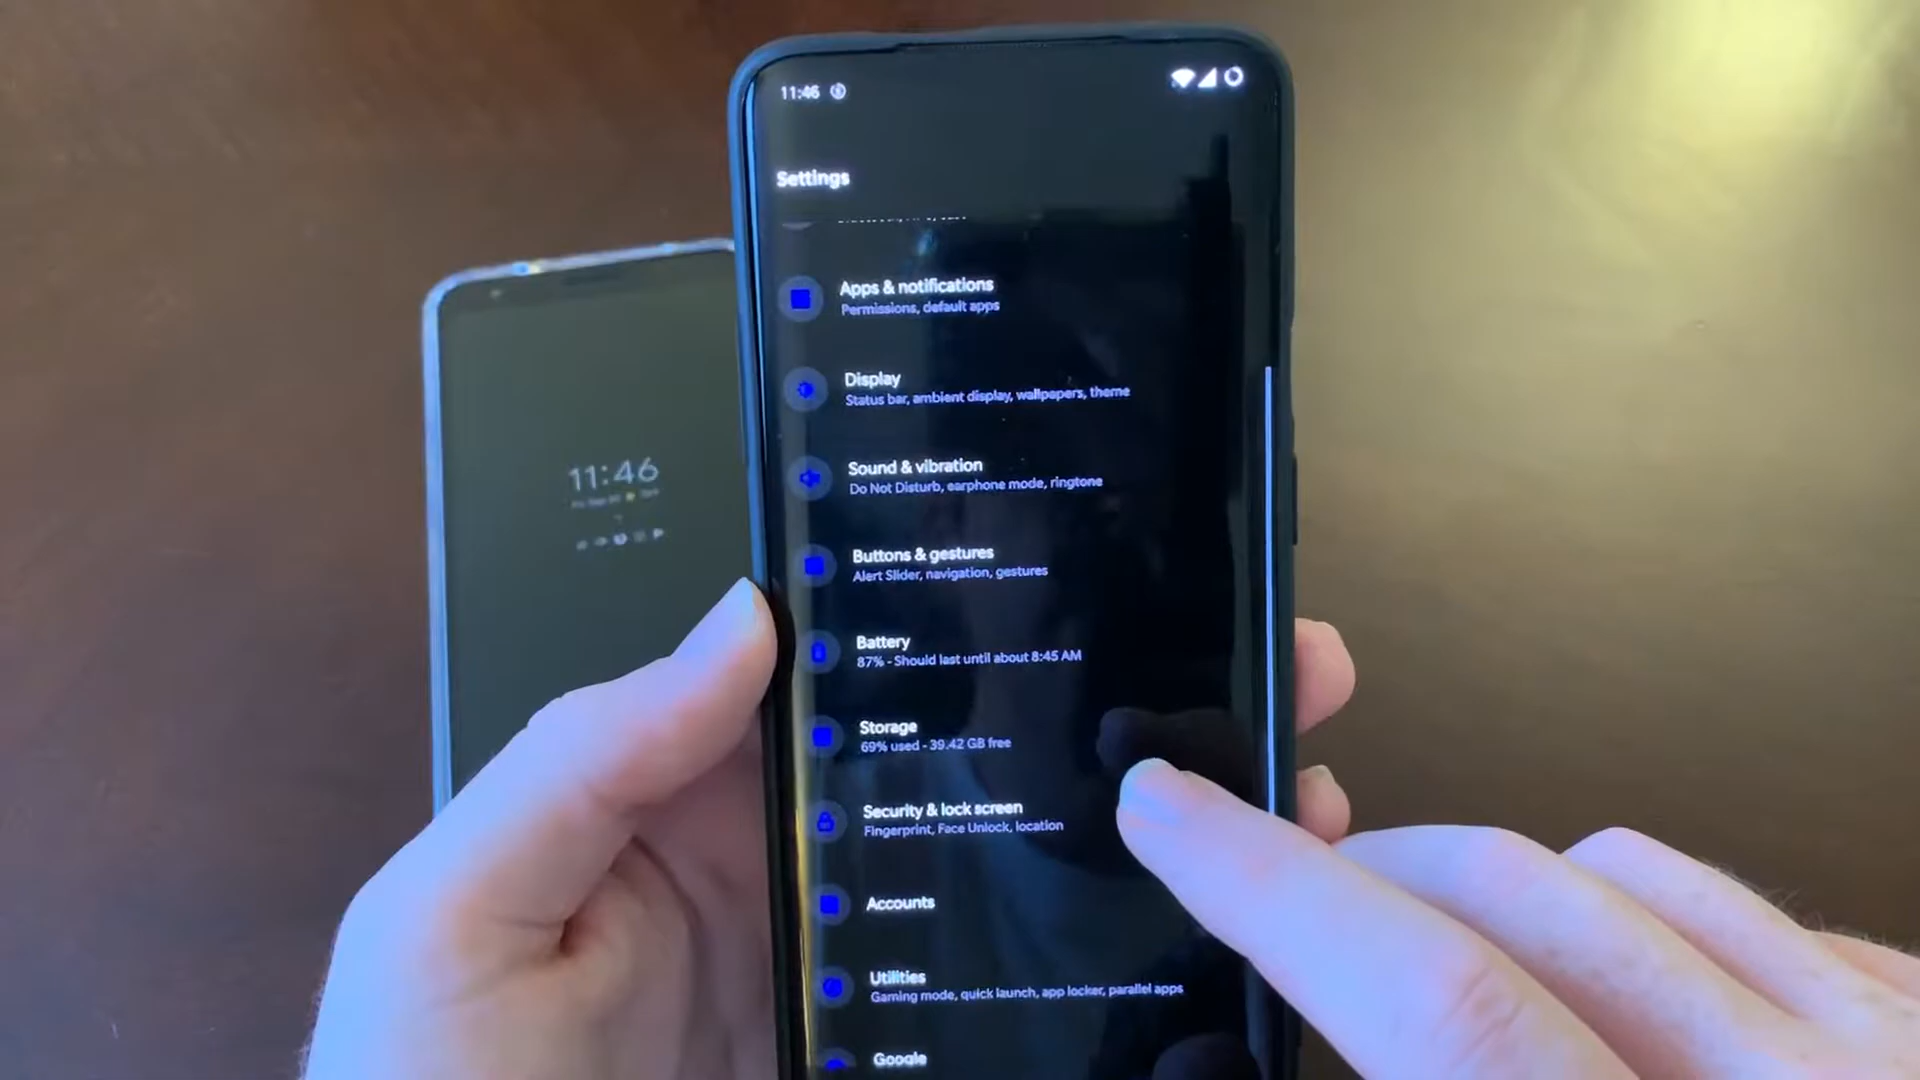 11:46
Settings
Apps & notifications
Permissions, default apps
Display
Status bar, ambient display, wallpapers, theme
Sound & vibration
Do Not Disturb, earphone mode, ringtone
Buttons & gestures
Alert Slider, navigation, gestures
Battery
87% - Should last until about 8:45 AM
Storage
69% used - 39.42 GB free
Security & lock screen
Fingerprint, Face Unlock, location
Accounts
Utilities
Gaming mode, quick launch, app locker, parallel apps
Google
11:46